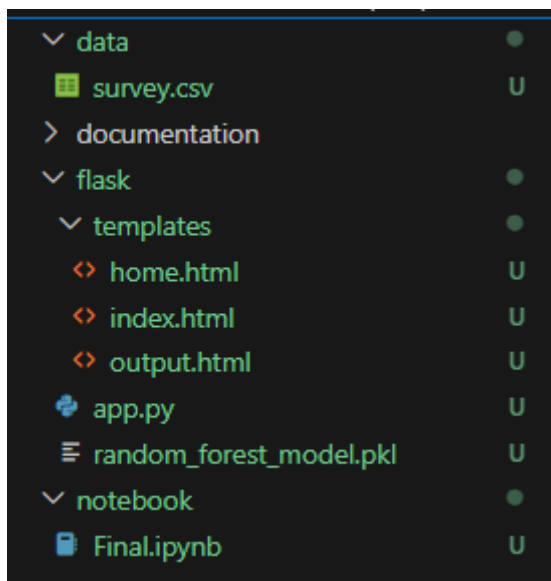 data
survey.csv U
documentation
flask
templates
home.html U
index.html U
output.html U
app.py U
random_forest_model.pkl U
notebook
Final.ipynb U